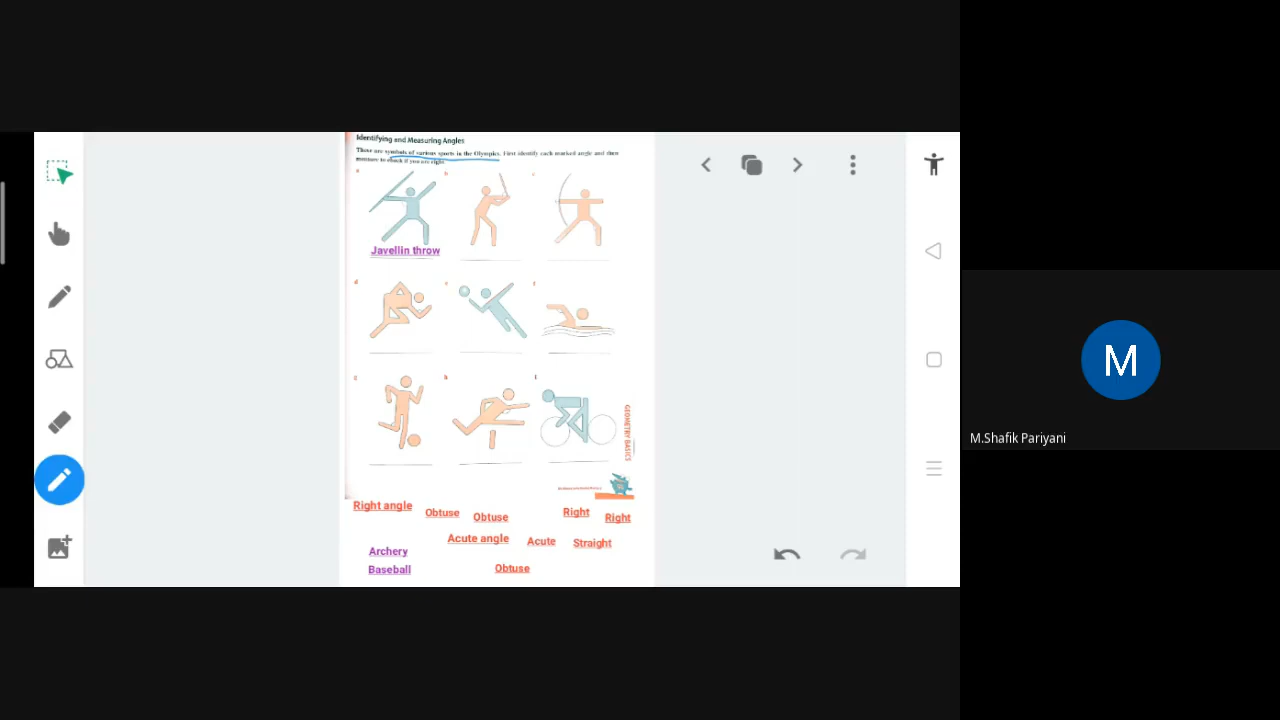 Identifying and Measuring Angles
These are symbols of various sports in the Olympics. First identify each marked angle and then
measure to check if you are right.
a
b
c
Javellin throw
d
e
f
g
h
i
GEOMETRY BASICS
Right angle
Obtuse
Obtuse
Right
Right
Acute angle
Acute
Straight
Archery
Baseball
Obtuse
M
M.Shafik Pariyani